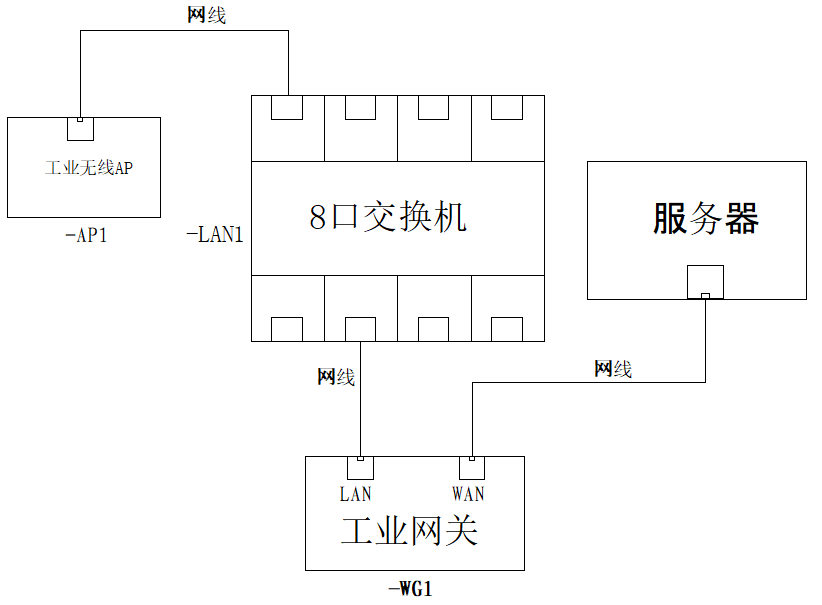 网线
工业无线AP
-AP1
-LAN1
8口交换机
服务器
网线
网线
LAN
WAN
工业网关
-WG1